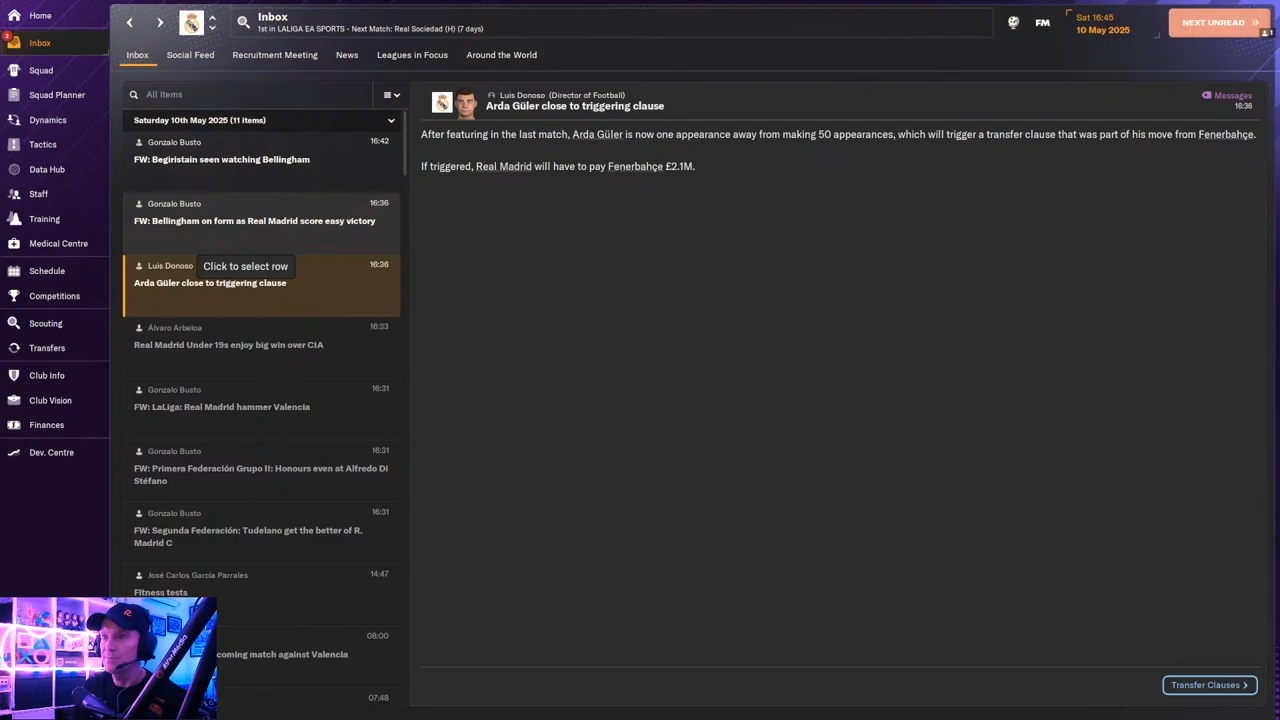 Home
2
Inbox
Squad
Squad Planner
Dynamics
Tactics
Data Hub
Staff
Training
Medical Centre
Schedule
Competitions
Scouting
Transfers
Club Info
Club Vision
Finances
Dev. Centre
Inbox
1st in LALIGA EA SPORTS - Next Match: Real Sociedad (H) (7 days)
FM
Sat 16:45
10 May 2025
NEXT UNREAD
1
Inbox Social Feed Recruitment Meeting News Leagues in Focus Around the World
All Items
Saturday 10th May 2025 (11 items)
Gonzalo Busto 16:42
FW: Begiristain seen watching Bellingham
Gonzalo Busto 16:36
FW: Bellingham on form as Real Madrid score easy victory
Luis Donoso 16:36
Click to select row
Arda Güler close to triggering clause
Álvaro Arbeloa 16:33
Real Madrid Under 19s enjoy big win over CIA
Gonzalo Busto 16:31
FW: LaLiga: Real Madrid hammer Valencia
Gonzalo Busto 16:31
FW: Primera Federación Grupo II: Honours even at Alfredo Di
Stéfano
Gonzalo Busto 16:31
FW: Segunda Federación: Tudelano get the better of R.
Madrid C
José Carlos García Parrales 14:47
Fitness tests
08:00
coming match against Valencia
07:48
Luis Donoso (Director of Football)
Arda Güler close to triggering clause
Messages
16:36
After featuring in the last match, Arda Güler is now one appearance away from making 50 appearances, which will trigger a transfer clause that was part of his move from Fenerbahçe.
If triggered, Real Madrid will have to pay Fenerbahçe £2.1M.
Transfer Clauses
AVerMedia